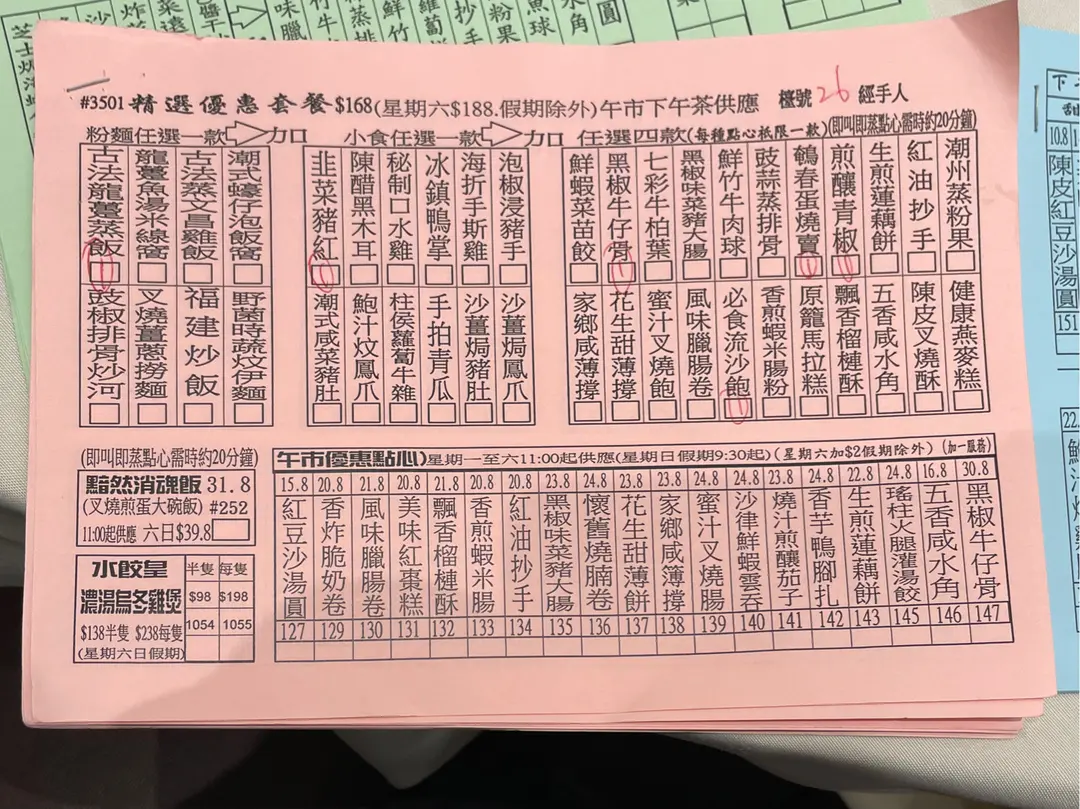 #3501 精選優惠套餐 $168(星期六$188.假期除外)午市下午茶供應 檯號 26 經手人
粉麵任選一款 加口 小食任選一款 加口 任選四款(每種點心祗限一款)(即叫即蒸點心需時約20分鐘)
古法龍躉蒸飯
龍躉魚湯米線窩
古法蒸文昌雞飯
潮式蠔仔泡飯窩
豉椒排骨炒河
叉燒薑蔥撈麵
福建炒飯
野菌時蔬炆伊麵
韭菜豬紅
陳醋黑木耳
秘制口水雞
冰鎮鴨掌
海折手斯雞
泡椒浸豬手
潮式咸菜豬肚
鮑汁炆鳳爪
柱侯蘿蔔牛雜
手拍青瓜
沙薑焗豬肚
沙薑焗鳳爪
鮮蝦菜苗餃
黑椒牛仔骨
七彩牛柏葉
黑椒味菜豬大腸
鮮竹牛肉球
豉蒜蒸排骨
鵪春蛋燒賣
煎釀青椒
生煎蓮藕餅
紅油抄手
潮州蒸粉果
家鄉咸薄撐
花生甜薄撐
蜜汁叉燒飽
風味臘腸卷
必食流沙飽
香煎蝦米腸粉
原籠馬拉糕
飄香榴槤酥
五香咸水角
陳皮叉燒酥
健康燕麥糕
(即叫即蒸點心需時約20分鐘)
黯然消魂飯 31.8
(叉燒煎蛋大碗飯) #252
11:00起供應 六日$39.8
水餃皇 半隻 每隻
濃湯烏冬雞煲 $98 $198
$138半隻 $238每隻 1054 1055
(星期六日假期)
午市優惠點心)星期一至六11:00起供應(星期日假期9:30起)(星期六加$2假期除外)(加一服務)
15.8 紅豆沙湯圓 127
20.8 香炸脆奶卷 129
21.8 風味臘腸卷 130
20.8 美味紅棗糕 131
21.8 飄香榴槤酥 132
20.8 香煎蝦米腸 133
20.8 紅油抄手 134
23.8 黑椒味菜豬大腸 135
24.8 懷舊燒腩卷 136
23.8 花生甜薄餅 137
23.8 家鄉咸簿撐 138
24.8 蜜汁叉燒腸 139
24.8 沙律鮮蝦雲吞 140
23.8 燒汁煎釀茄子 141
24.8 香芋鴨腳扎 142
22.8 生煎蓮藕餅 143
24.8 瑤柱火腿灌湯餃 145
16.8 五香咸水角 146
30.8 黑椒牛仔骨 147
10.8
陳皮紅豆沙湯圓
151